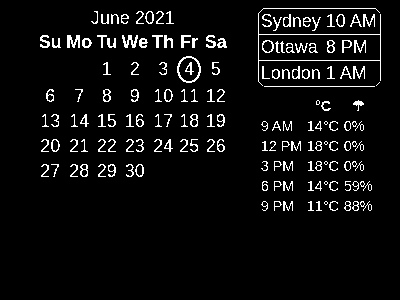 June 2021
Su Mo Tu We Th Fr Sa
1 2 3 4 5
6 7 8 9 10 11 12
13 14 15 16 17 18 19
20 21 22 23 24 25 26
27 28 29 30
Sydney 10 AM
Ottawa 8 PM
London 1 AM
°C ☂
9 AM 14°C 0%
12 PM 18°C 0%
3 PM 18°C 0%
6 PM 14°C 59%
9 PM 11°C 88%